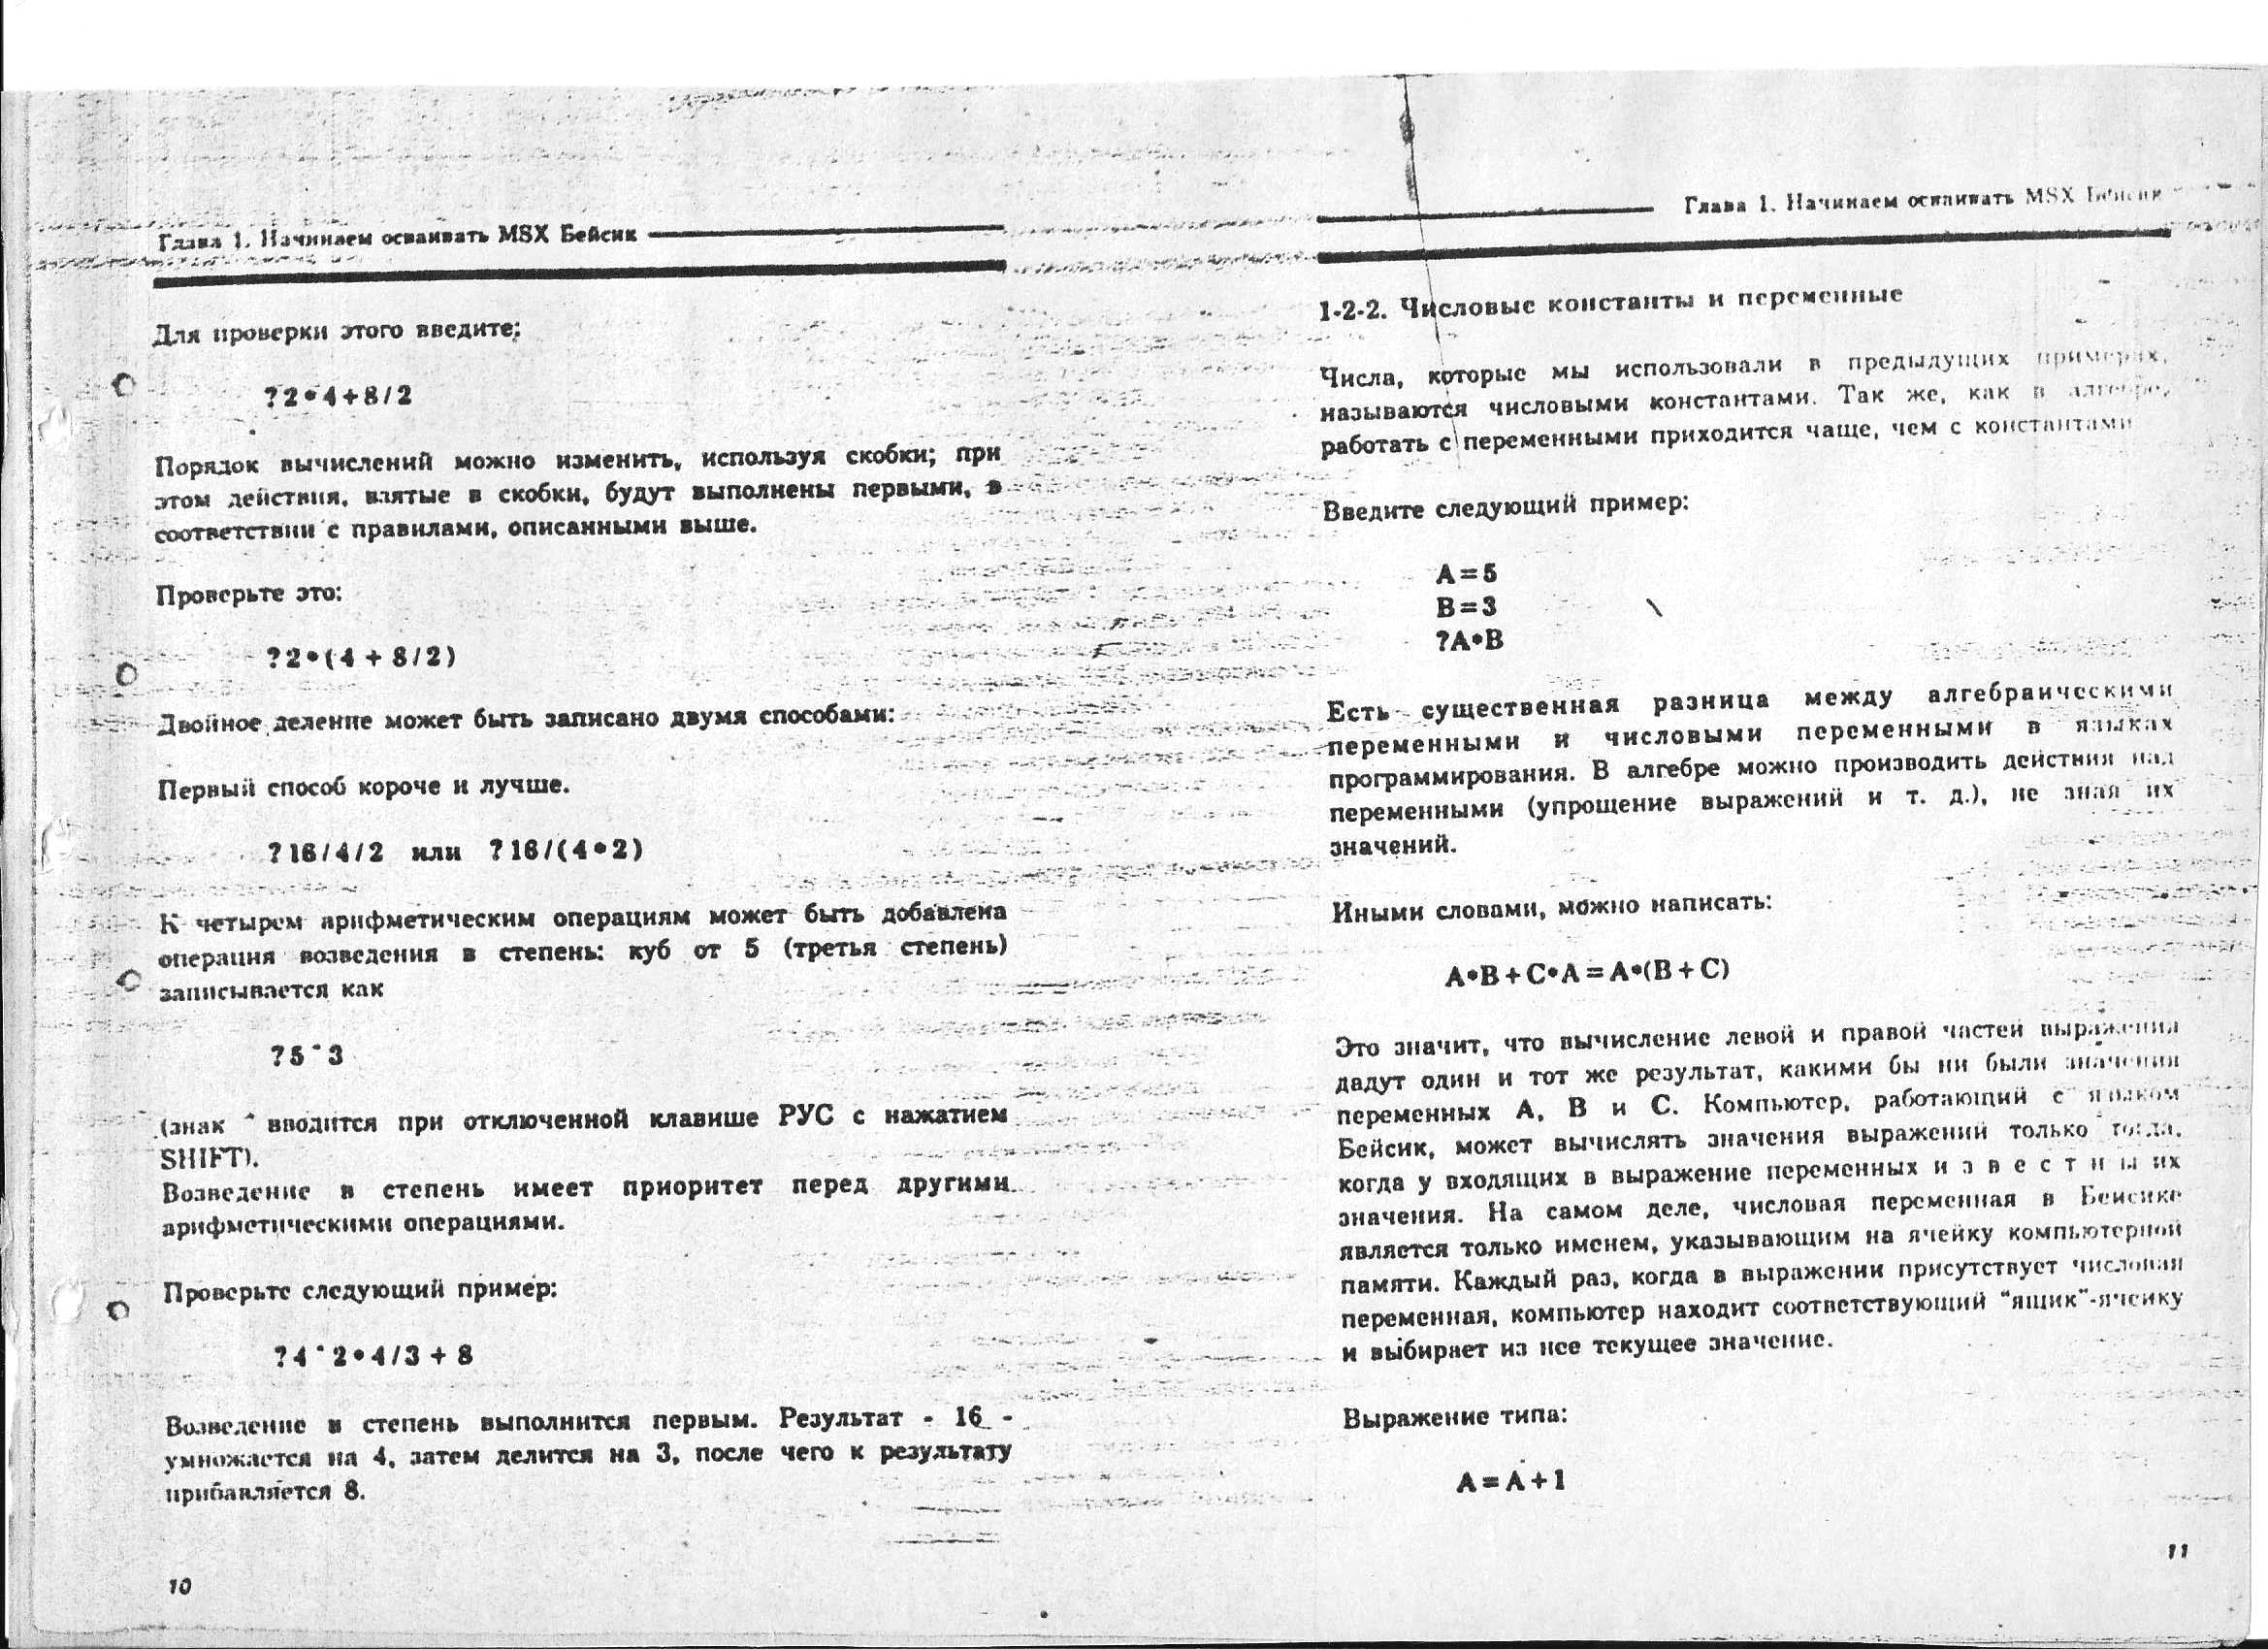 Глава 1. Начинаем осваивать MSX Бейсик
Для проверки этого введите:
?2*4+8/2
Порядок вычислений можно изменить, используя скобки; при
этом действия, взятые в скобки, будут выполнены первыми, в
соответствии с правилами, описанными выше.
Проверьте это:
?2*(4+8/2)
Двойное деление может быть записано двумя способами:
Первый способ короче и лучше.
?16/4/2 или ?16/(4*2)
К четырем арифметическим операциям может быть добавлена
операция возведения в степень: куб от 5 (третья степень)
записывается как
?5^3
(знак ^ вводится при отключенной клавише РУС с нажатием
SHIFT).
Возведение в степень имеет приоритет перед другими
арифметическими операциями.
Проверьте следующий пример:
?4^2*4/3+8
Возведение в степень выполнится первым. Результат - 16 -
умножается на 4, затем делится на 3, после чего к результату
прибавляется 8.
10
Глава 1. Начинаем осваивать MSX Бейсик
1-2-2. Числовые константы и переменные
Числа, которые мы использовали в предыдущих примерах,
называются числовыми константами. Так же, как в алгебре,
работать с переменными приходится чаще, чем с константами
Введите следующий пример:
A=5
B=3
?A*B
Есть существенная разница между алгебраическими
переменными и числовыми переменными в языках
программирования. В алгебре можно производить действия над
переменными (упрощение выражений и т. д.), не зная их
значений.
Иными словами, можно написать:
A*B+C*A=A*(B+C)
Это значит, что вычисление левой и правой частей выражения
дадут один и тот же результат, какими бы ни были значения
переменных A, B и C. Компьютер, работающий с языком
Бейсик, может вычислять значения выражений только тогда,
когда у входящих в выражение переменных и з в е с т н ы их
значения. На самом деле, числовая переменная в Бейсике
является только именем, указывающим на ячейку компьютерной
памяти. Каждый раз, когда в выражении присутствует числовая
переменная, компьютер находит соответствующий "ящик"-ячейку
и выбирает из нее текущее значение.
Выражение типа:
A=A+1
11